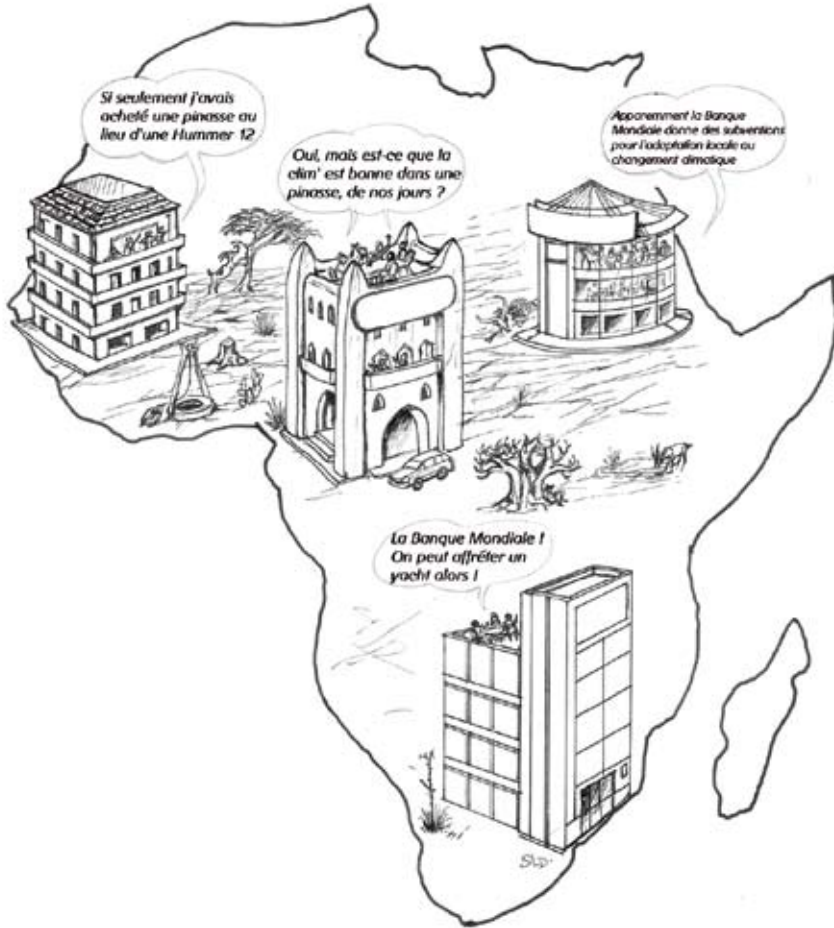 Si seulement j'avais
acheté une pinasse au
lieu d'une Hummer 12
Oui, mais est-ce que la
clim' est bonne dans une
pinasse, de nos jours ?
Apparemment la Banque
Mondiale donne des subventions
pour l'adaptation locale au
changement climatique
La Banque Mondiale !
On peut affréter un
yacht alors !